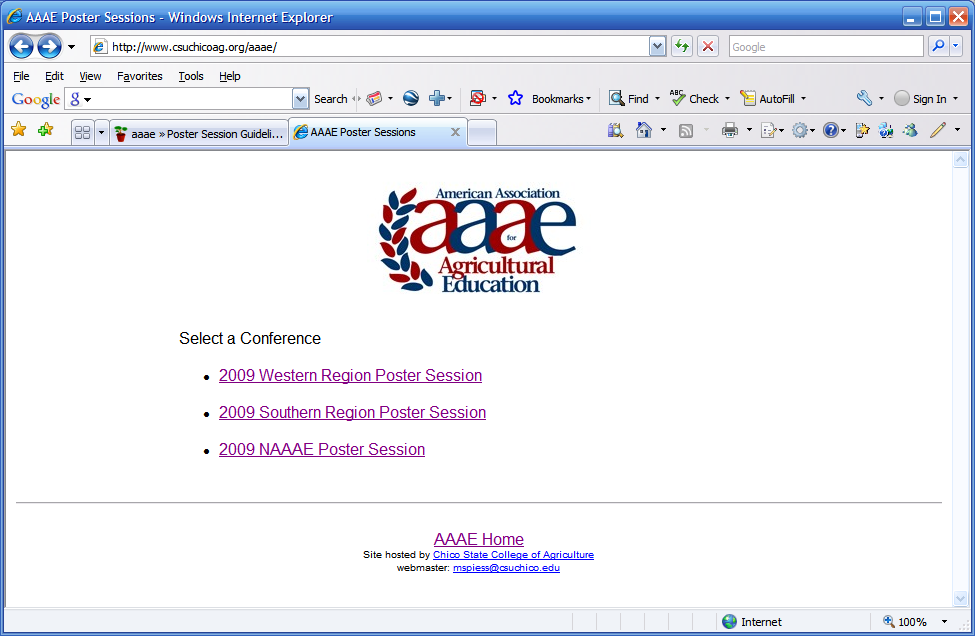 AAAE Poster Sessions - Windows Internet Explorer
http://www.csuchicoag.org/aaae/
Google
File Edit View Favorites Tools Help
Google g Search Bookmarks Find ABC Check AutoFill Sign In
aaae » Poster Session Guideli... AAAE Poster Sessions
American Association
aaae
for
Agricultural
Education
Select a Conference
2009 Western Region Poster Session
2009 Southern Region Poster Session
2009 NAAAE Poster Session
AAAE Home
Site hosted by Chico State College of Agriculture
webmaster: mspiess@csuchico.edu
Internet 100%